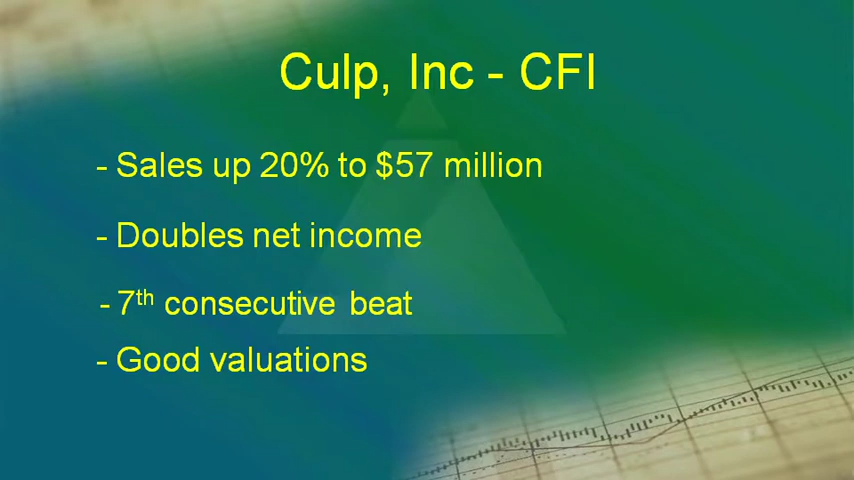 Culp, Inc - CFI
- Sales up 20% to $57 million
- Doubles net income
- 7th consecutive beat
- Good valuations